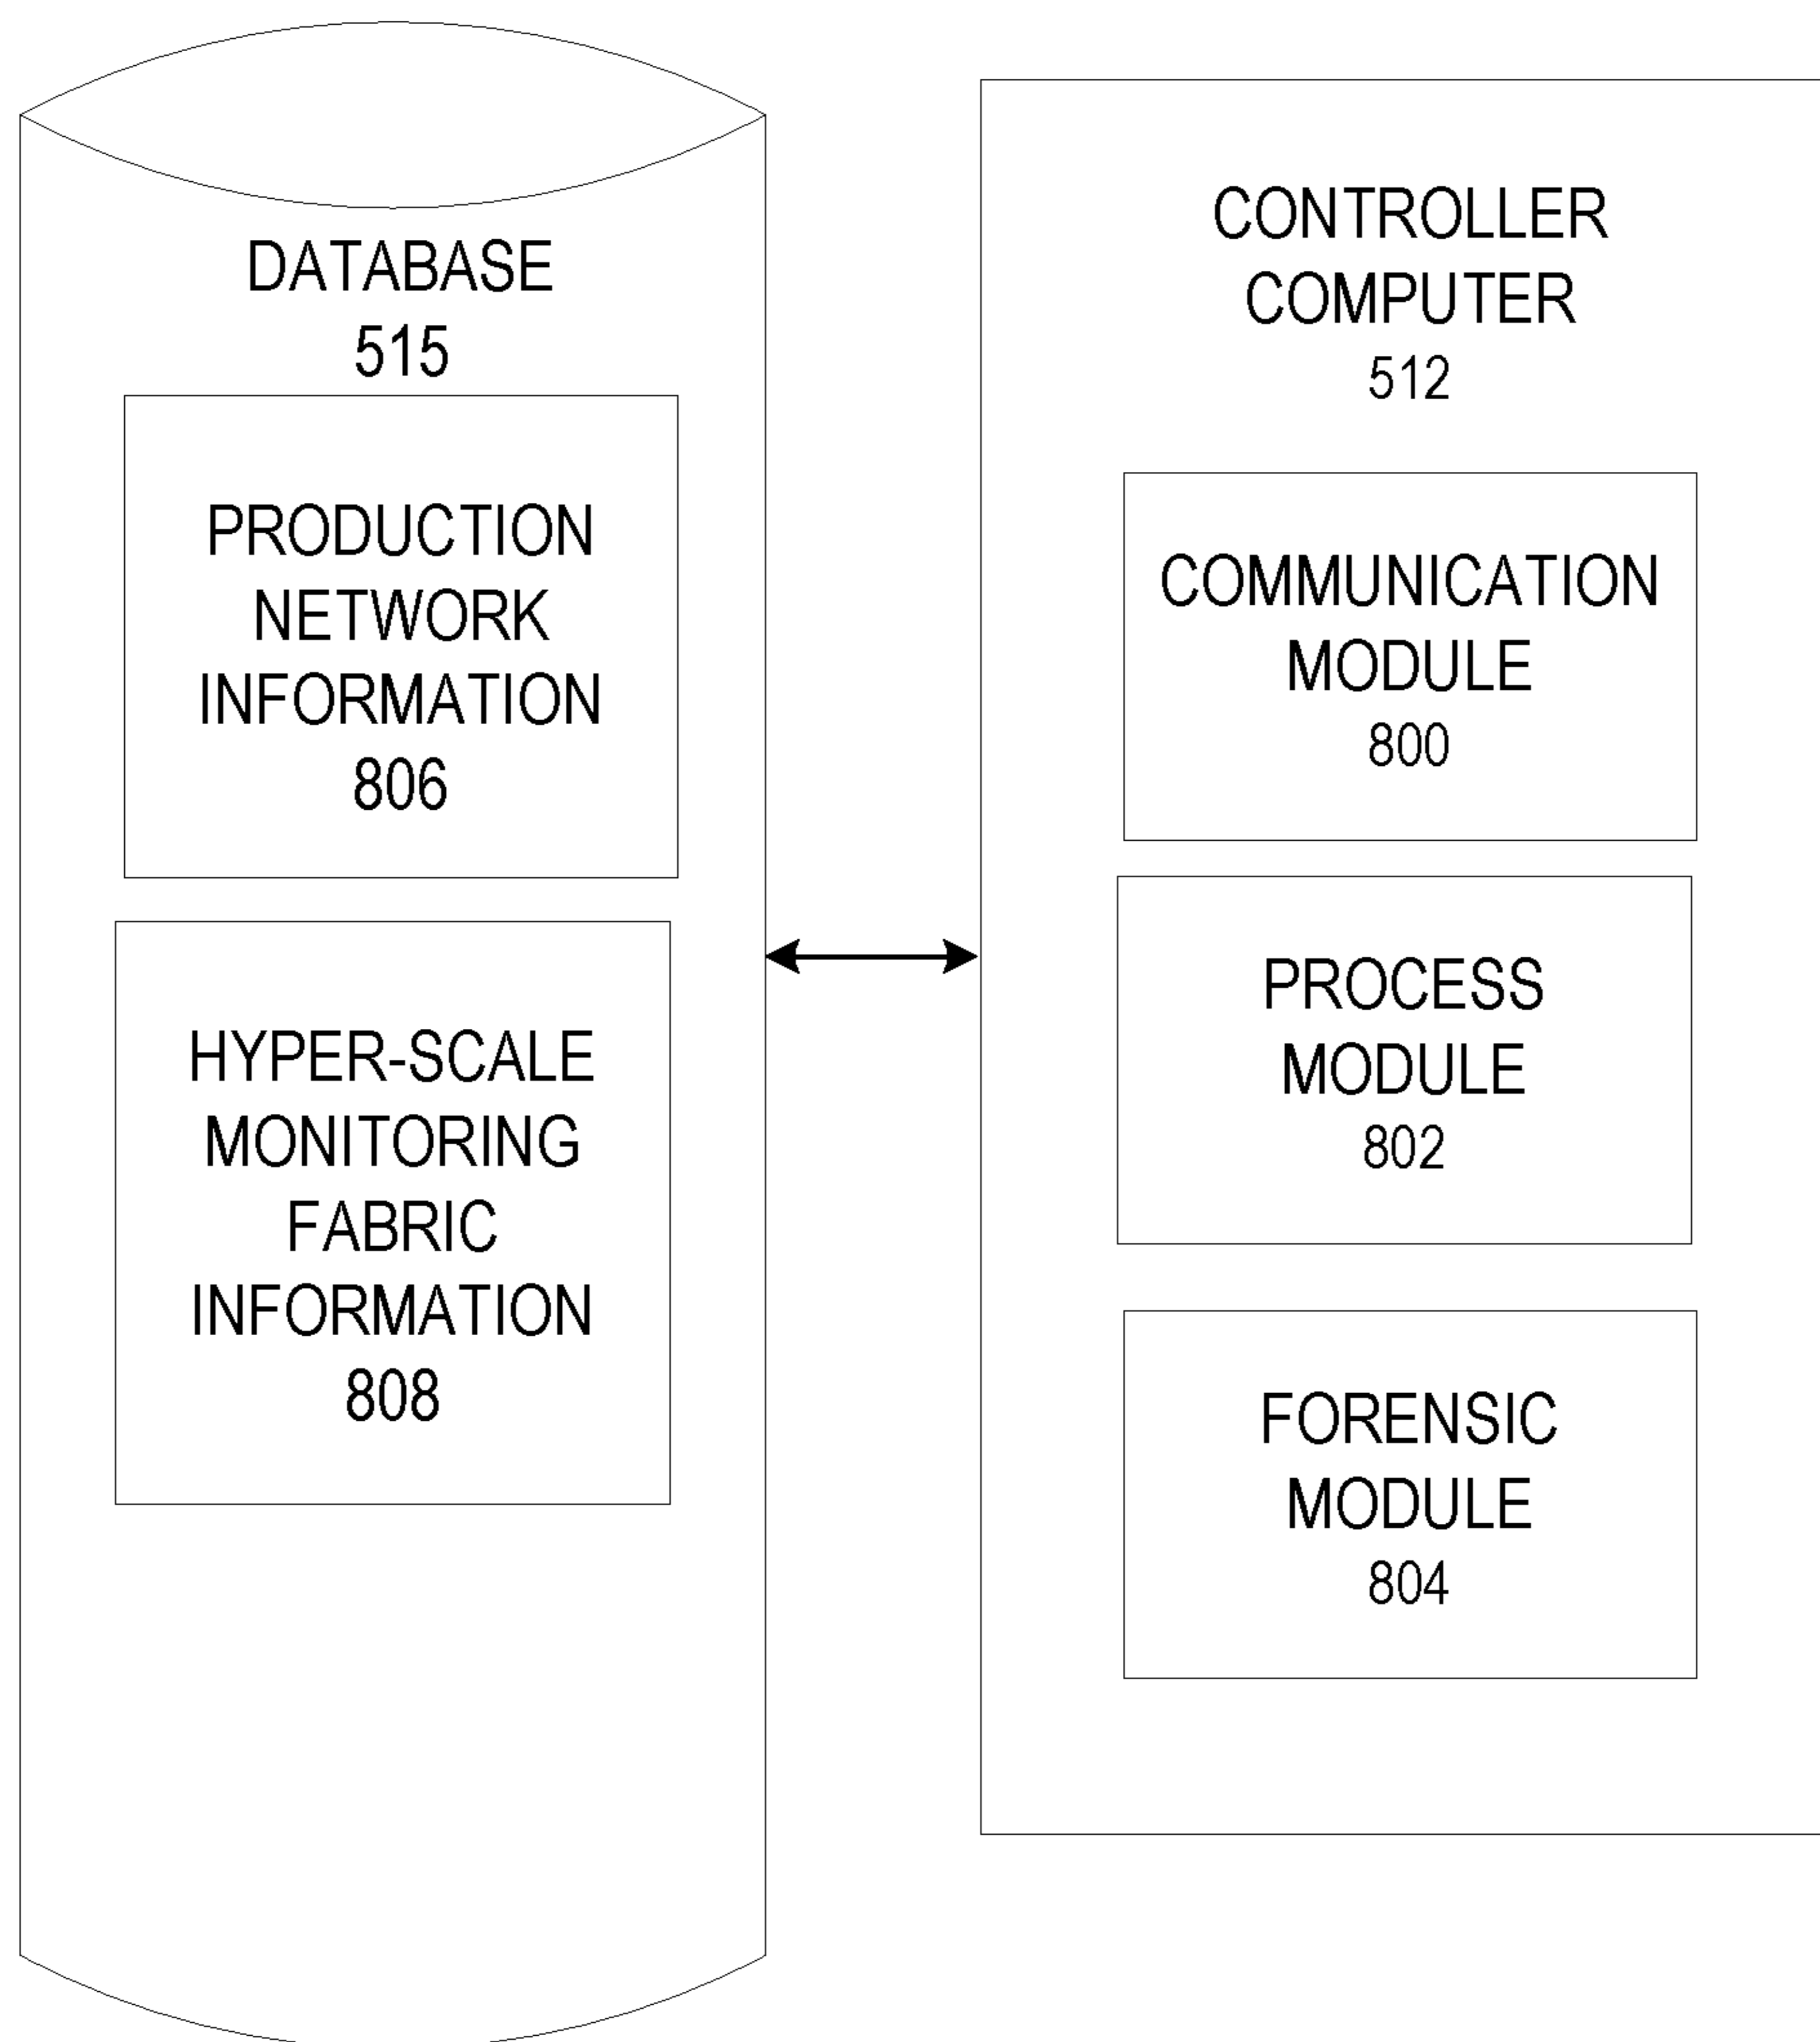 DATABASE
515
PRODUCTION
NETWORK
INFORMATION
806
HYPER-SCALE
MONITORING
FABRIC
INFORMATION
808
CONTROLLER
COMPUTER
512
COMMUNICATION
MODULE
800
PROCESS
MODULE
802
FORENSIC
MODULE
804